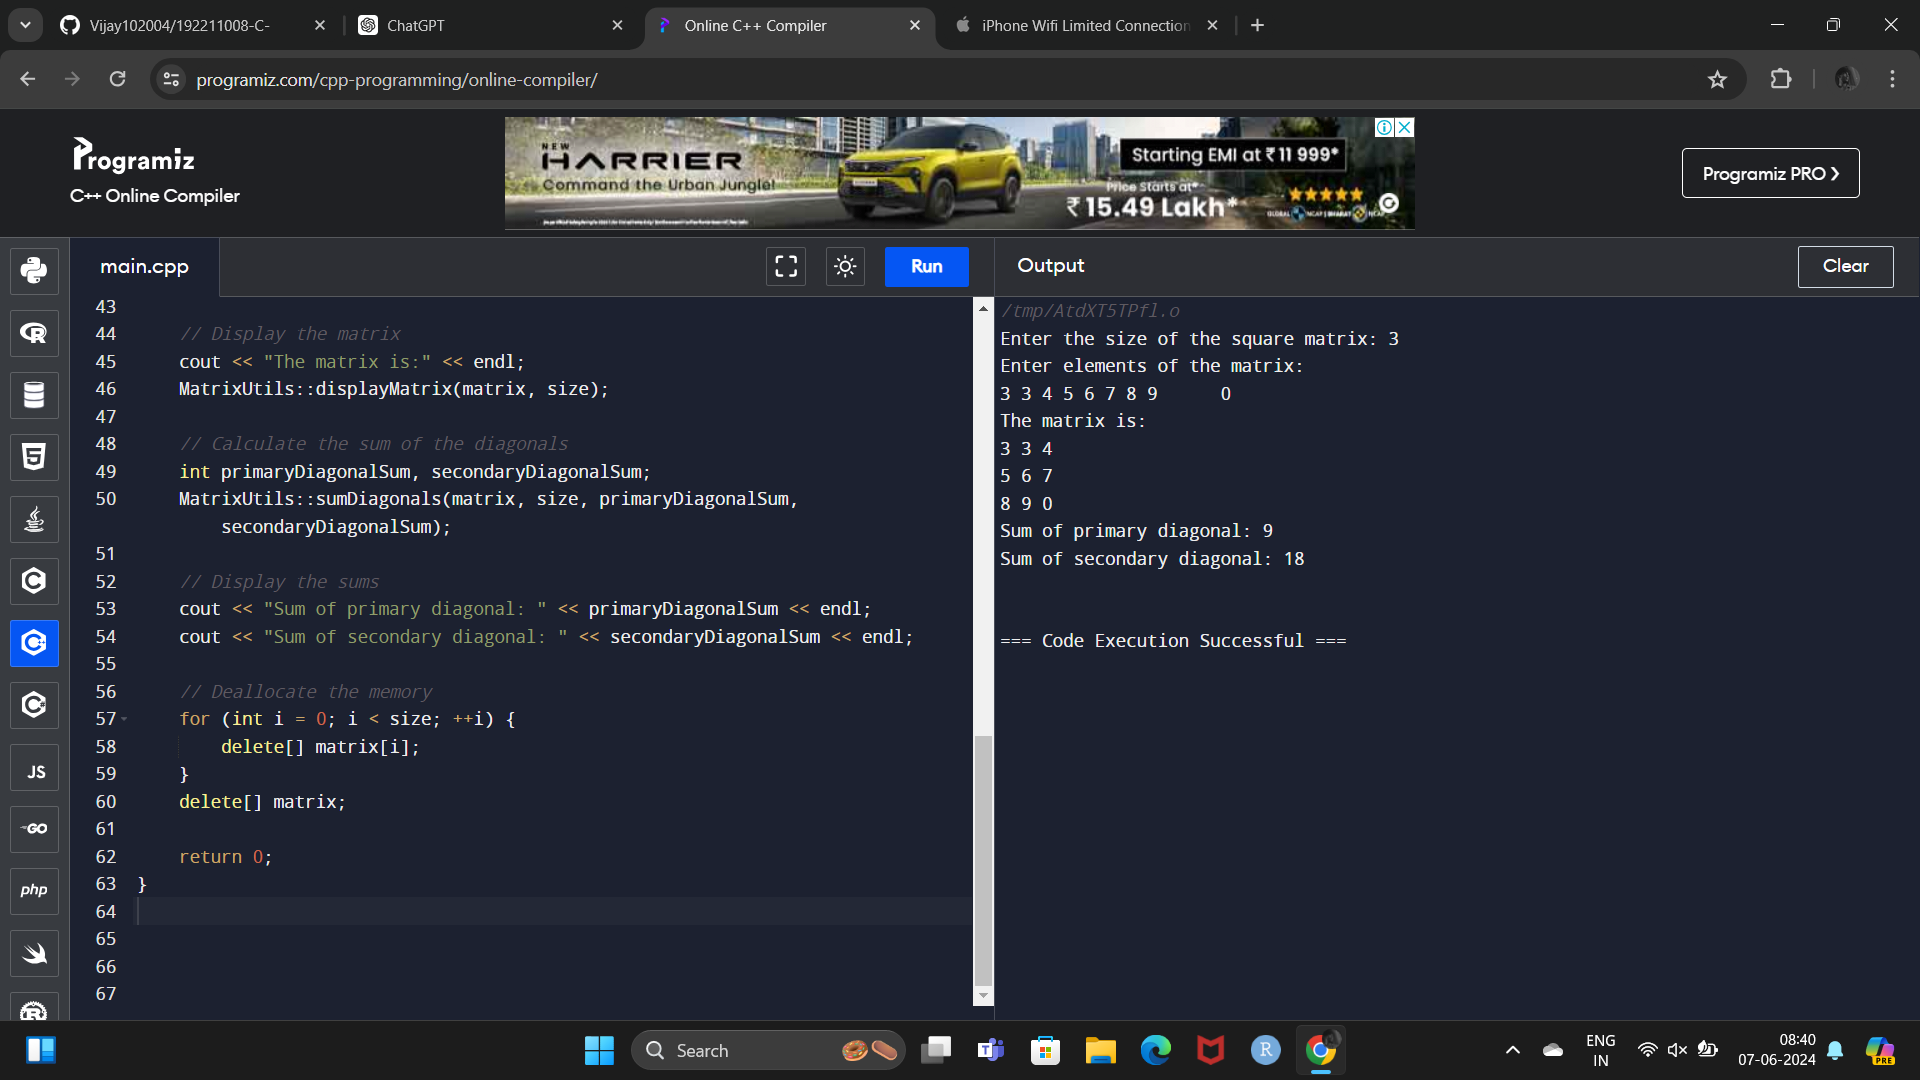 Vijay102004/192211008-C-
ChatGPT
Online C++ Compiler
iPhone Wifi Limited Connection
programiz.com/cpp-programming/online-compiler/
Programiz
C++ Online Compiler
NEW
HARRIER
Command the Urban Jungle!
Starting EMI at ₹11 999*
Price Starts at*
₹15.49 Lakh*
Programiz PRO
main.cpp
Run
43
44 // Display the matrix
45 cout << "The matrix is:" << endl;
46 MatrixUtils::displayMatrix(matrix, size);
47
48 // Calculate the sum of the diagonals
49 int primaryDiagonalSum, secondaryDiagonalSum;
50 MatrixUtils::sumDiagonals(matrix, size, primaryDiagonalSum,
secondaryDiagonalSum);
51
52 // Display the sums
53 cout << "Sum of primary diagonal: " << primaryDiagonalSum << endl;
54 cout << "Sum of secondary diagonal: " << secondaryDiagonalSum << endl;
55
56 // Deallocate the memory
57 for (int i = 0; i < size; ++i) {
58 delete[] matrix[i];
59 }
60 delete[] matrix;
61
62 return 0;
63 }
64
65
66
67
Output
Clear
/tmp/AtdXT5TPfl.o
Enter the size of the square matrix: 3
Enter elements of the matrix:
3 3 4 5 6 7 8 9      0
The matrix is:
3 3 4
5 6 7
8 9 0
Sum of primary diagonal: 9
Sum of secondary diagonal: 18
=== Code Execution Successful ===
JS
GO
php
Search
ENG
IN
08:40
07-06-2024
PRE